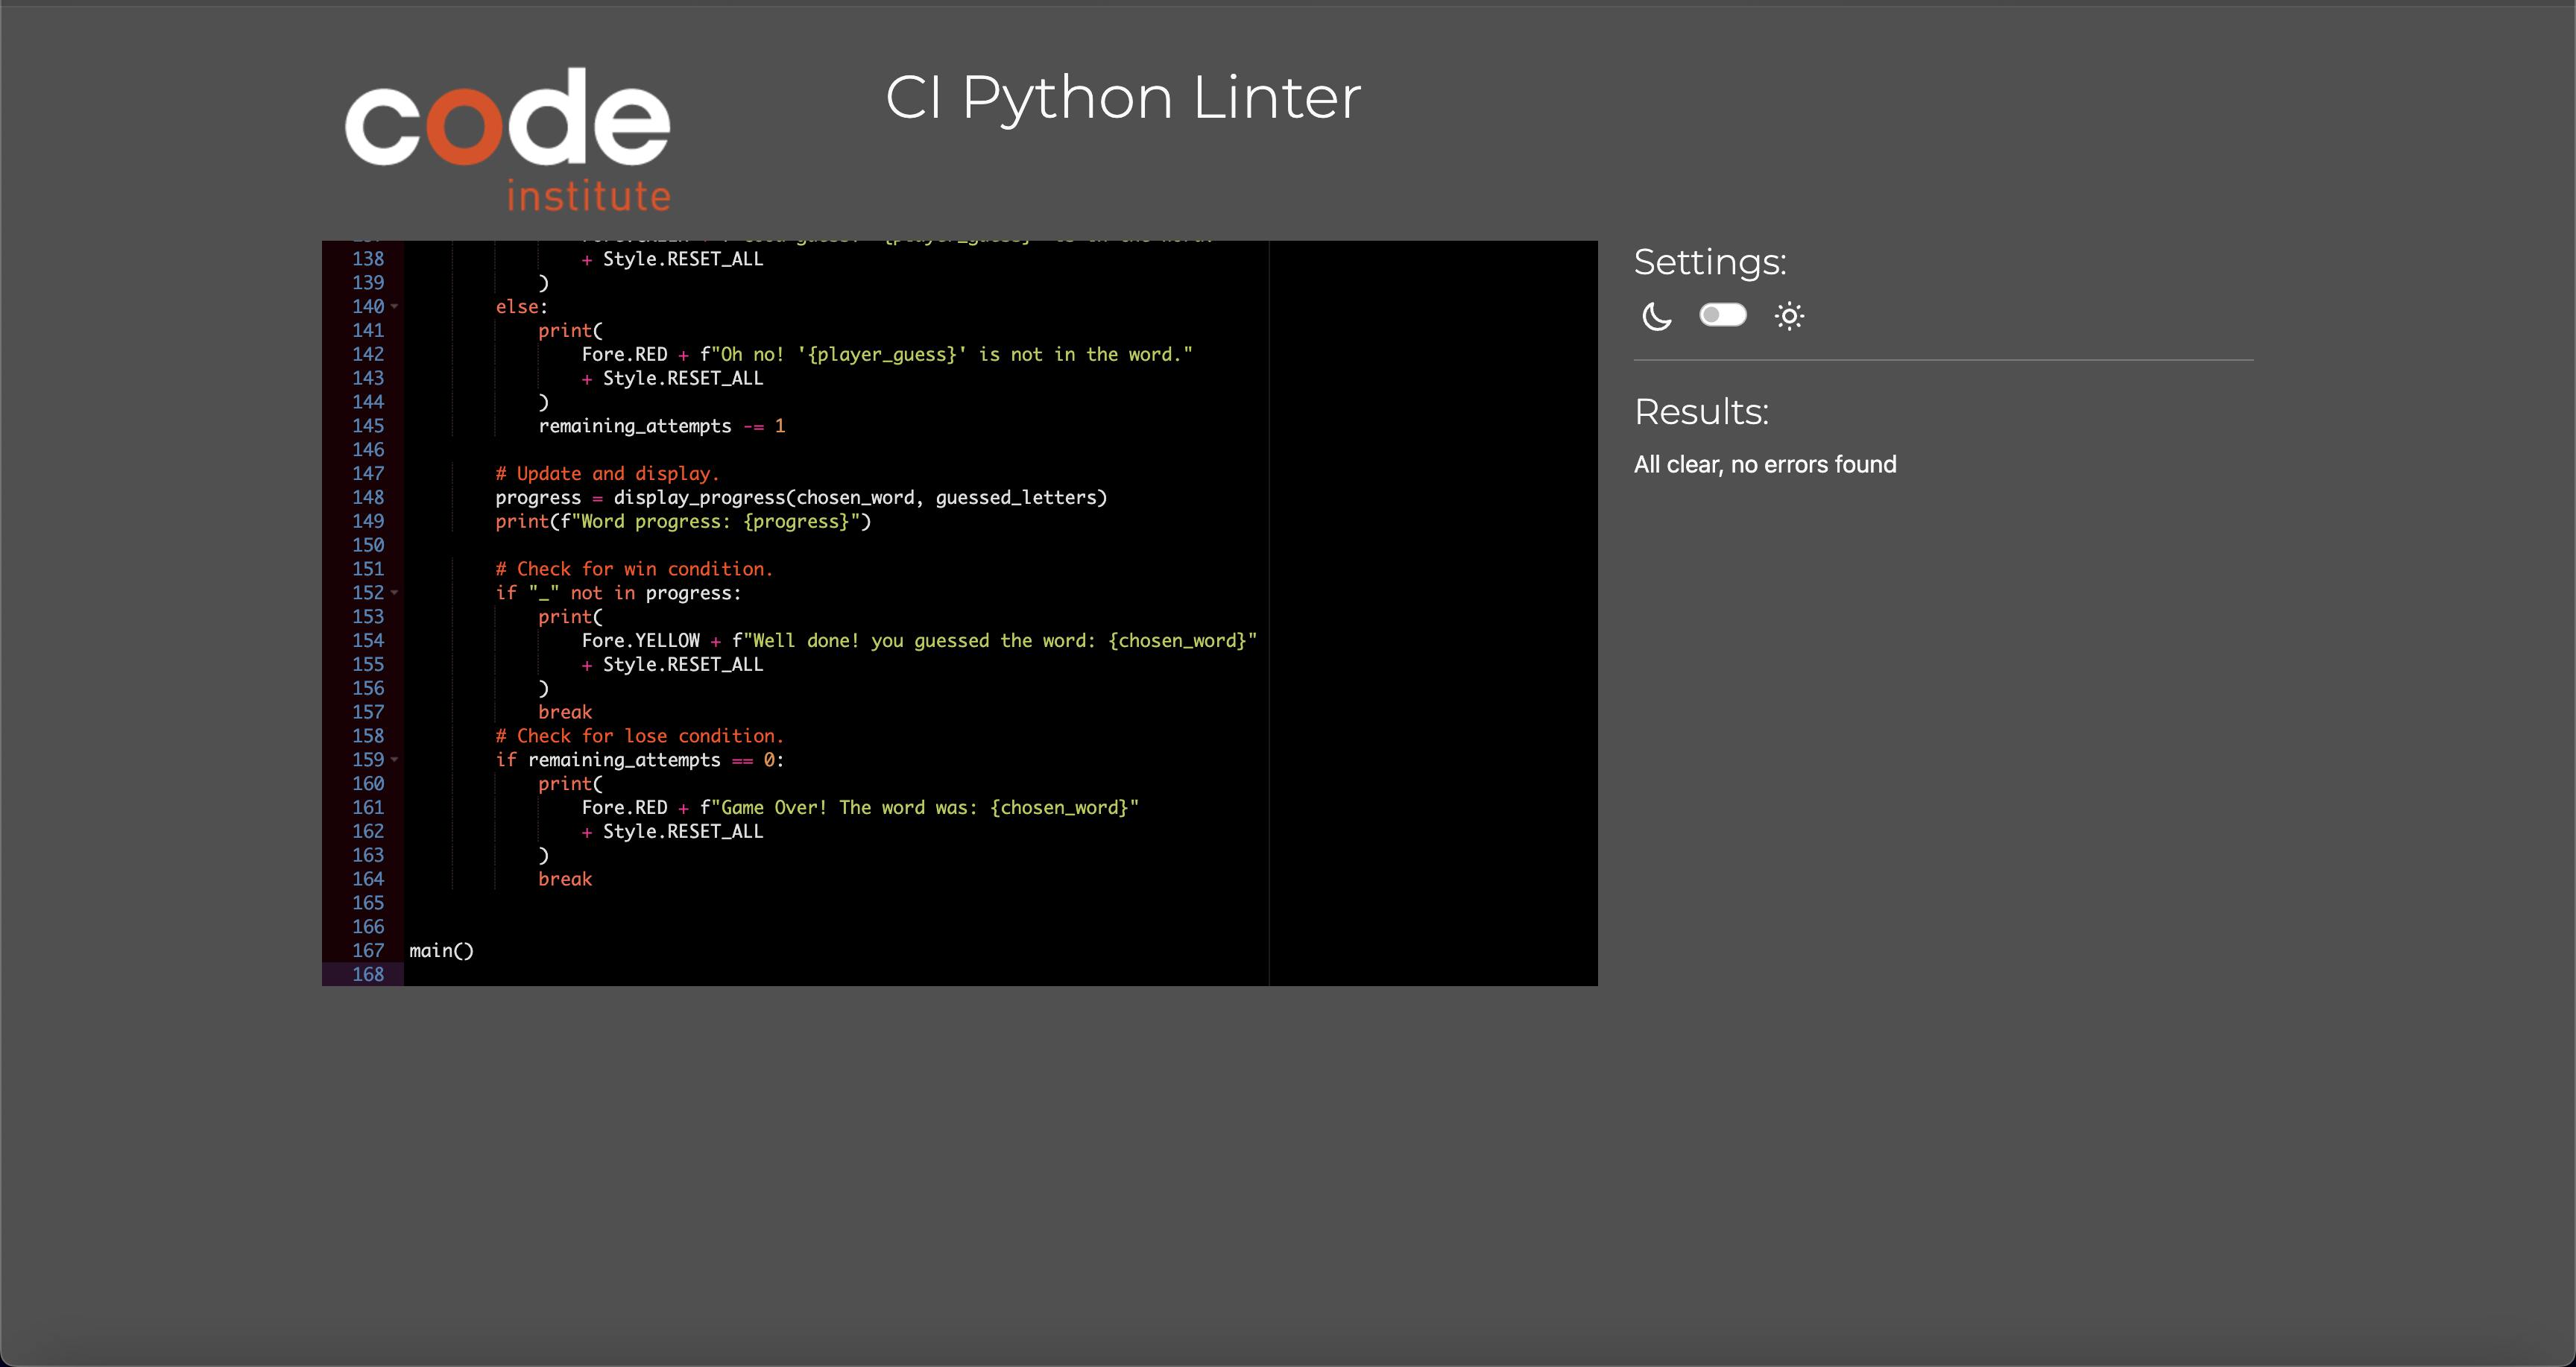 code
institute
CI Python Linter
138 + Style.RESET_ALL
139 )
140 else:
141 print(
142 Fore.RED + f"Oh no! '{player_guess}' is not in the word."
143 + Style.RESET_ALL
144 )
145 remaining_attempts -= 1
146
147 # Update and display.
148 progress = display_progress(chosen_word, guessed_letters)
149 print(f"Word progress: {progress}")
150
151 # Check for win condition.
152 if "_" not in progress:
153 print(
154 Fore.YELLOW + f"Well done! you guessed the word: {chosen_word}"
155 + Style.RESET_ALL
156 )
157 break
158 # Check for lose condition.
159 if remaining_attempts == 0:
160 print(
161 Fore.RED + f"Game Over! The word was: {chosen_word}"
162 + Style.RESET_ALL
163 )
164 break
165
166
167 main()
168
Settings:
Results:
All clear, no errors found